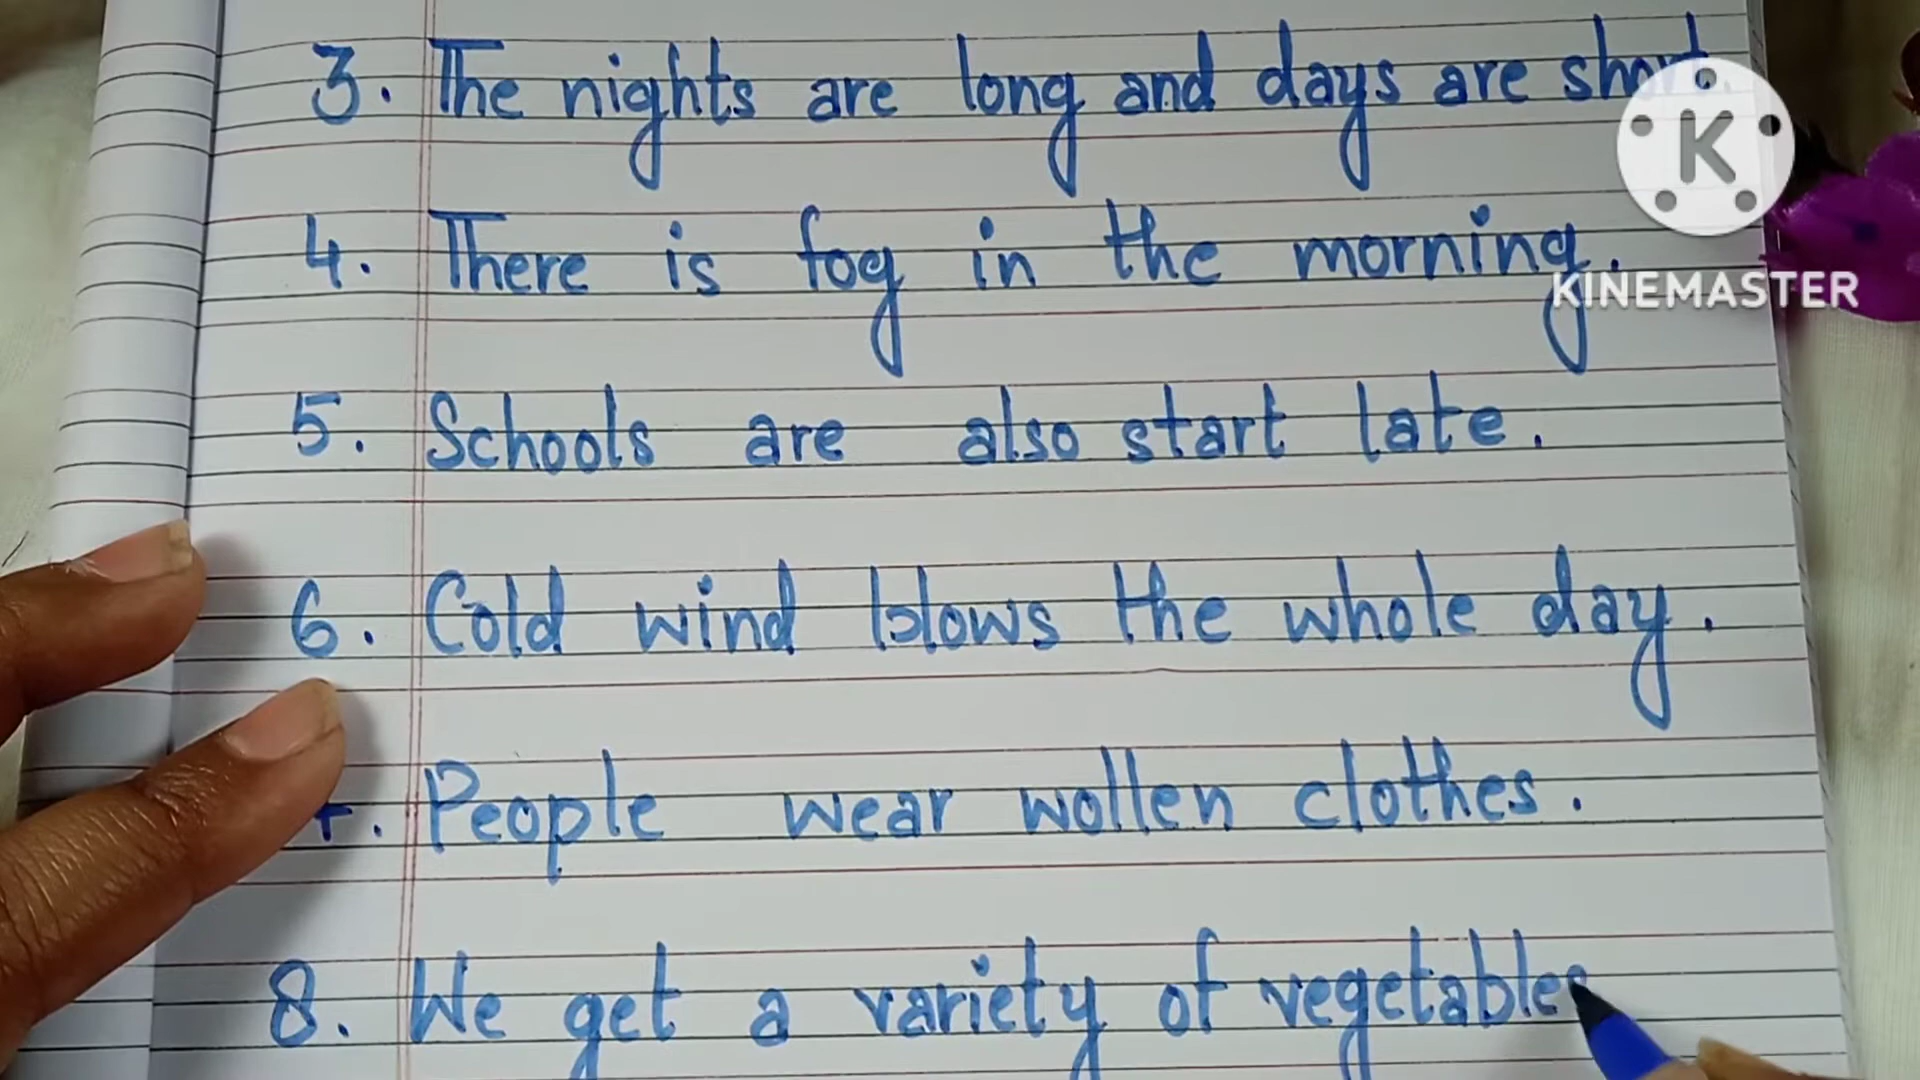 3. The nights are long and days are short.
4. There is fog in the morning.
K
KINEMASTER
5. Schools are also start late.
6. Cold wind blows the whole day.
7. People wear wollen clothes.
8. We get a variety of vegetables